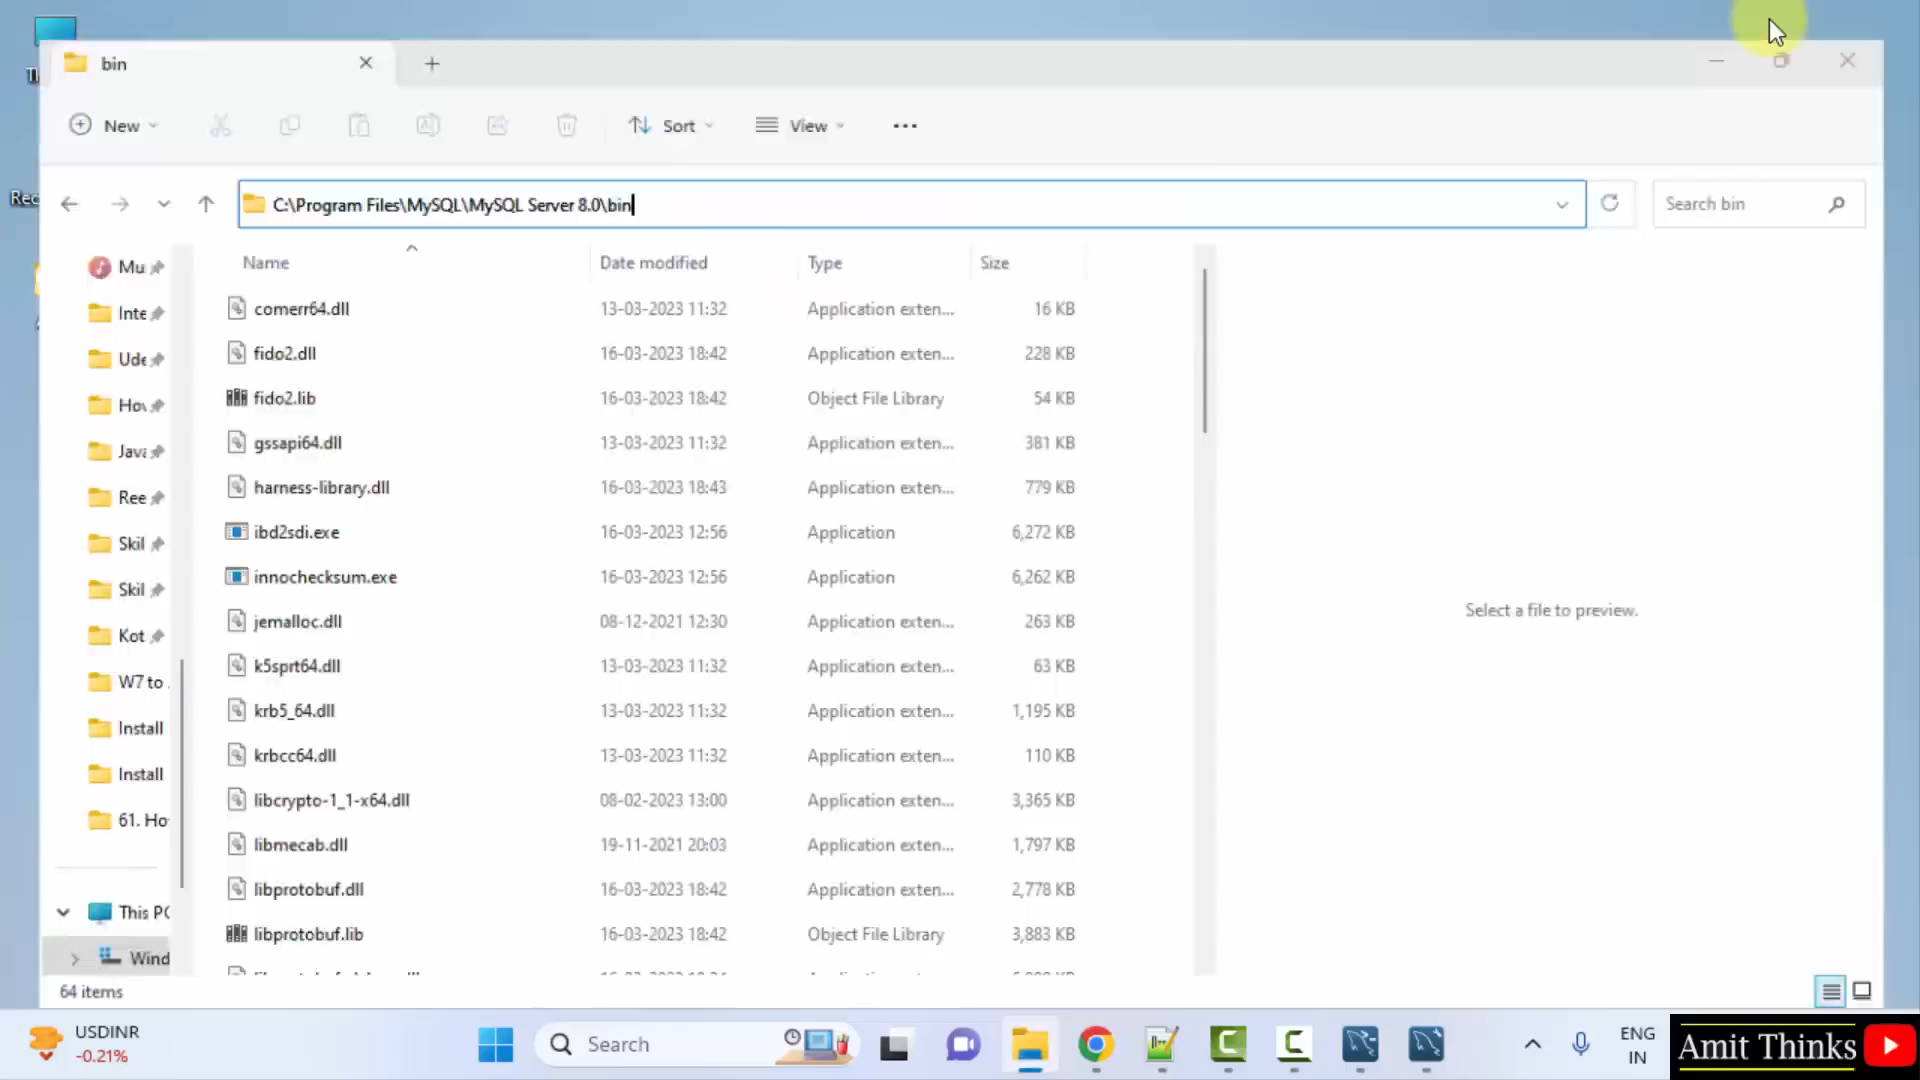 bin
New
Sort
View
C:\Program Files\MySQL\MySQL Server 8.0\bin
Search bin
Name
Date modified
Type
Size
comerr64.dll 13-03-2023 11:32 Application exten... 16 KB
fido2.dll 16-03-2023 18:42 Application exten... 228 KB
fido2.lib 16-03-2023 18:42 Object File Library 54 KB
gssapi64.dll 13-03-2023 11:32 Application exten... 381 KB
harness-library.dll 16-03-2023 18:43 Application exten... 779 KB
ibd2sdi.exe 16-03-2023 12:56 Application 6,272 KB
innochecksum.exe 16-03-2023 12:56 Application 6,262 KB
jemalloc.dll 08-12-2021 12:30 Application exten... 263 KB
k5sprt64.dll 13-03-2023 11:32 Application exten... 63 KB
krb5_64.dll 13-03-2023 11:32 Application exten... 1,195 KB
krbcc64.dll 13-03-2023 11:32 Application exten... 110 KB
libcrypto-1_1-x64.dll 08-02-2023 13:00 Application exten... 3,365 KB
libmecab.dll 19-11-2021 20:03 Application exten... 1,797 KB
libprotobuf.dll 16-03-2023 18:42 Application exten... 2,778 KB
libprotobuf.lib 16-03-2023 18:42 Object File Library 3,883 KB
Mu
Inte
Ude
Hov
Java
Ree
Skil
Skil
Kot
W7 to
Install
Install
61. Ho
This PC
Wind
Rec
Select a file to preview.
64 items
USDINR
-0.21%
Search
ENG
IN
Amit Thinks